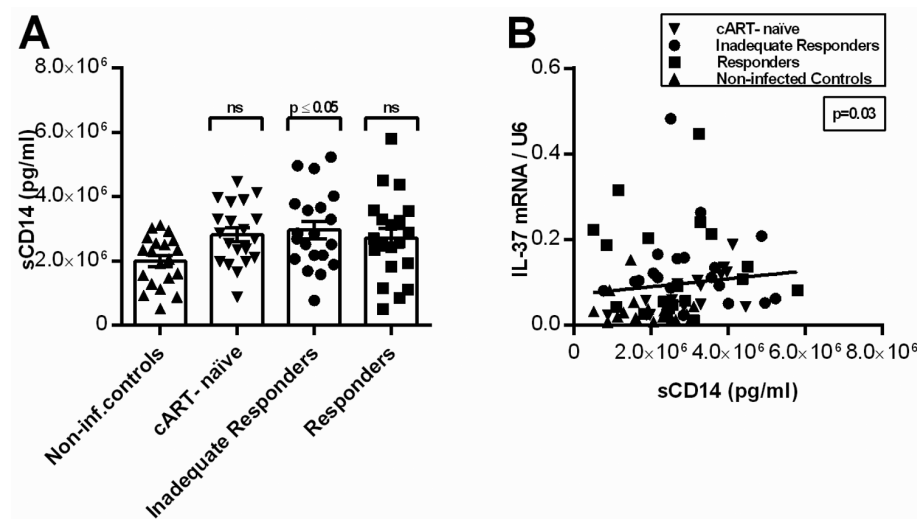 A
8.0×10⁶
6.0×10⁶
4.0×10⁶
2.0×10⁶
0
sCD14 (pg/ml)
ns
p ≤ 0.05
ns
Non-inf.controls
cART- naïve
Inadequate Responders
Responders
B
cART- naïve
Inadequate Responders
Responders
Non-infected Controls
p=0.03
0.6
0.4
0.2
0.0
IL-37 mRNA / U6
0
2.0×10⁶
4.0×10⁶
6.0×10⁶
8.0×10⁶
sCD14 (pg/ml)